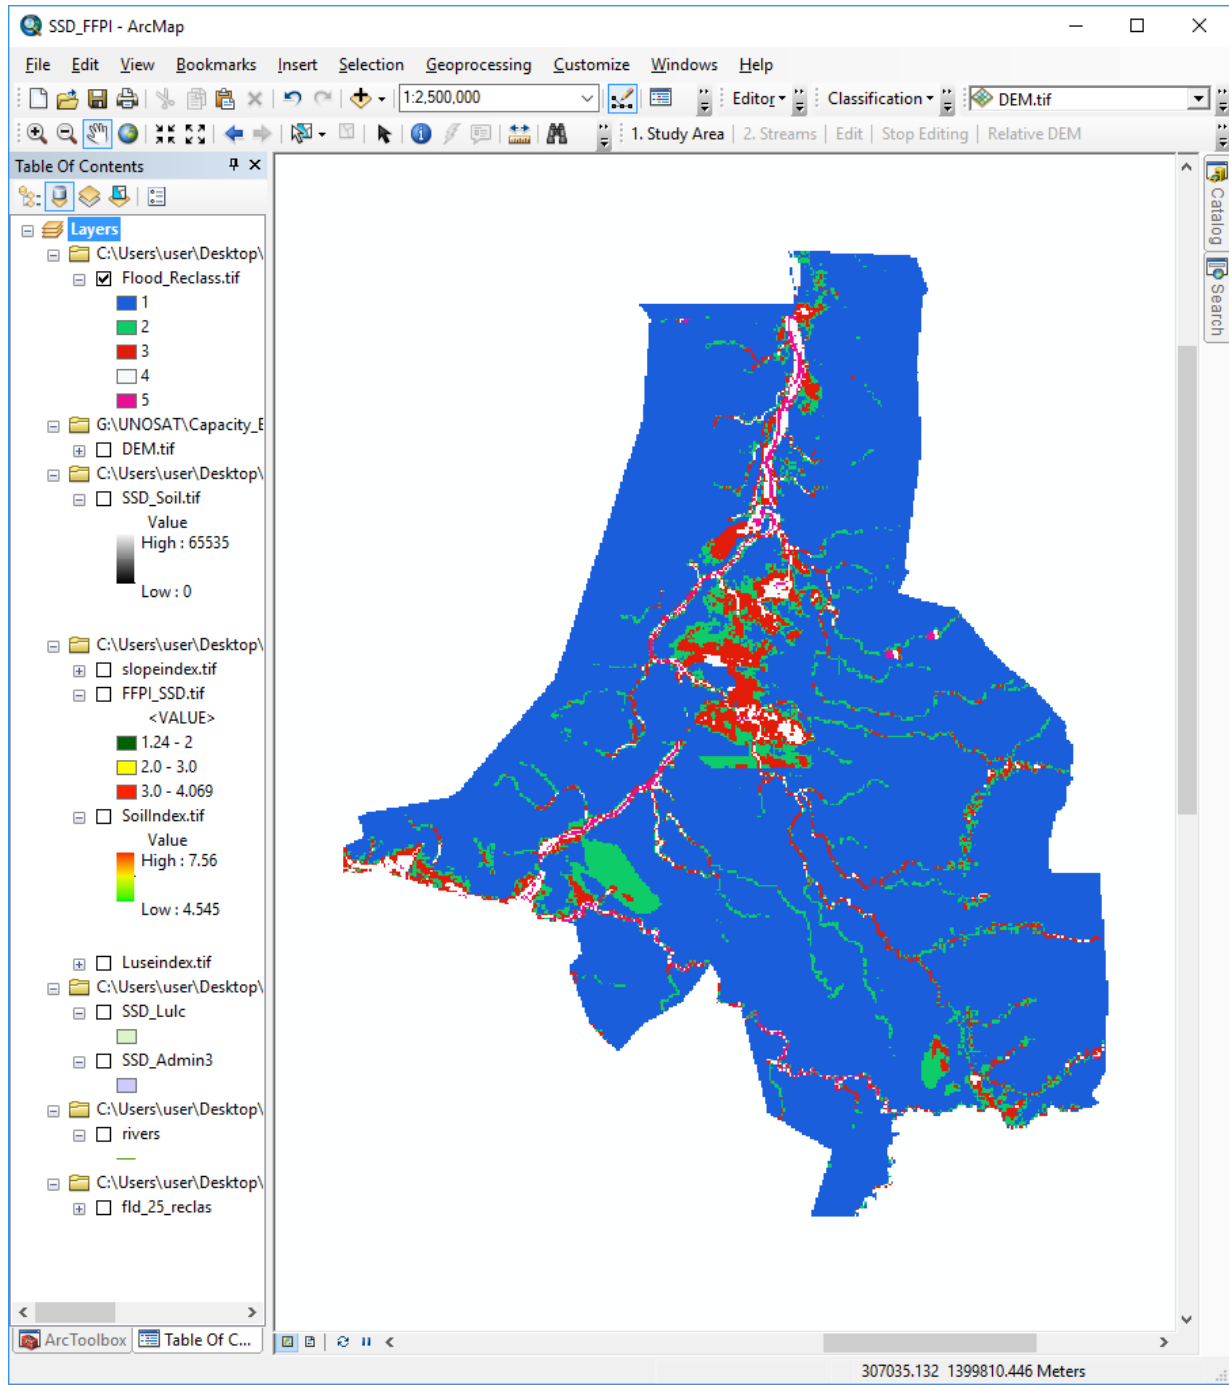 SSD_FFPI - ArcMap
File Edit View Bookmarks Insert Selection Geoprocessing Customize Windows Help
1:2,500,000 Editor Classification DEM.tif
1. Study Area 2. Streams Edit Stop Editing Relative DEM
Table Of Contents
Layers
C:\Users\user\Desktop\
Flood_Reclass.tif
1
2
3
4
5
G:\UNOSAT\Capacity_E
DEM.tif
C:\Users\user\Desktop\
SSD_Soil.tif
Value
High : 65535
Low : 0
C:\Users\user\Desktop\
slopeindex.tif
FFPI_SSD.tif
<VALUE>
1.24 - 2
2.0 - 3.0
3.0 - 4.069
SoilIndex.tif
Value
High : 7.56
Low : 4.545
Luseindex.tif
C:\Users\user\Desktop\
SSD_Lulc
SSD_Admin3
C:\Users\user\Desktop\
rivers
C:\Users\user\Desktop\
fld_25_reclas
ArcToolbox Table Of C...
Catalog
Search
307035.132 1399810.446 Meters